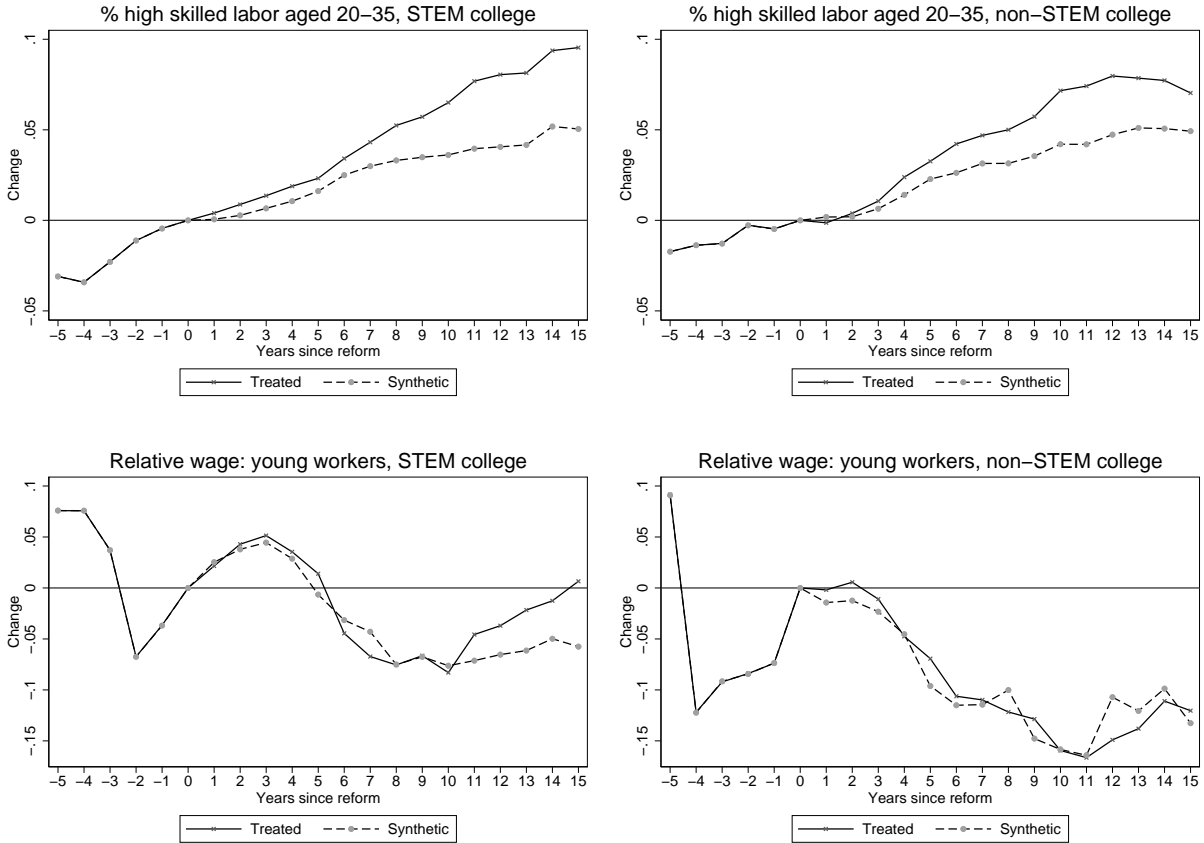 % high skilled labor aged 20−35, STEM college
.1
.05
0
−.05
Change
−5 −4 −3 −2 −1 0 1 2 3 4 5 6 7 8 9 10 11 12 13 14 15
Years since reform
Treated Synthetic
% high skilled labor aged 20−35, non−STEM college
.1
.05
0
−.05
Change
−5 −4 −3 −2 −1 0 1 2 3 4 5 6 7 8 9 10 11 12 13 14 15
Years since reform
Treated Synthetic
Relative wage: young workers, STEM college
.1
.05
0
−.05
−.1
−.15
Change
−5 −4 −3 −2 −1 0 1 2 3 4 5 6 7 8 9 10 11 12 13 14 15
Years since reform
Treated Synthetic
Relative wage: young workers, non−STEM college
.1
.05
0
−.05
−.1
−.15
Change
−5 −4 −3 −2 −1 0 1 2 3 4 5 6 7 8 9 10 11 12 13 14 15
Years since reform
Treated Synthetic